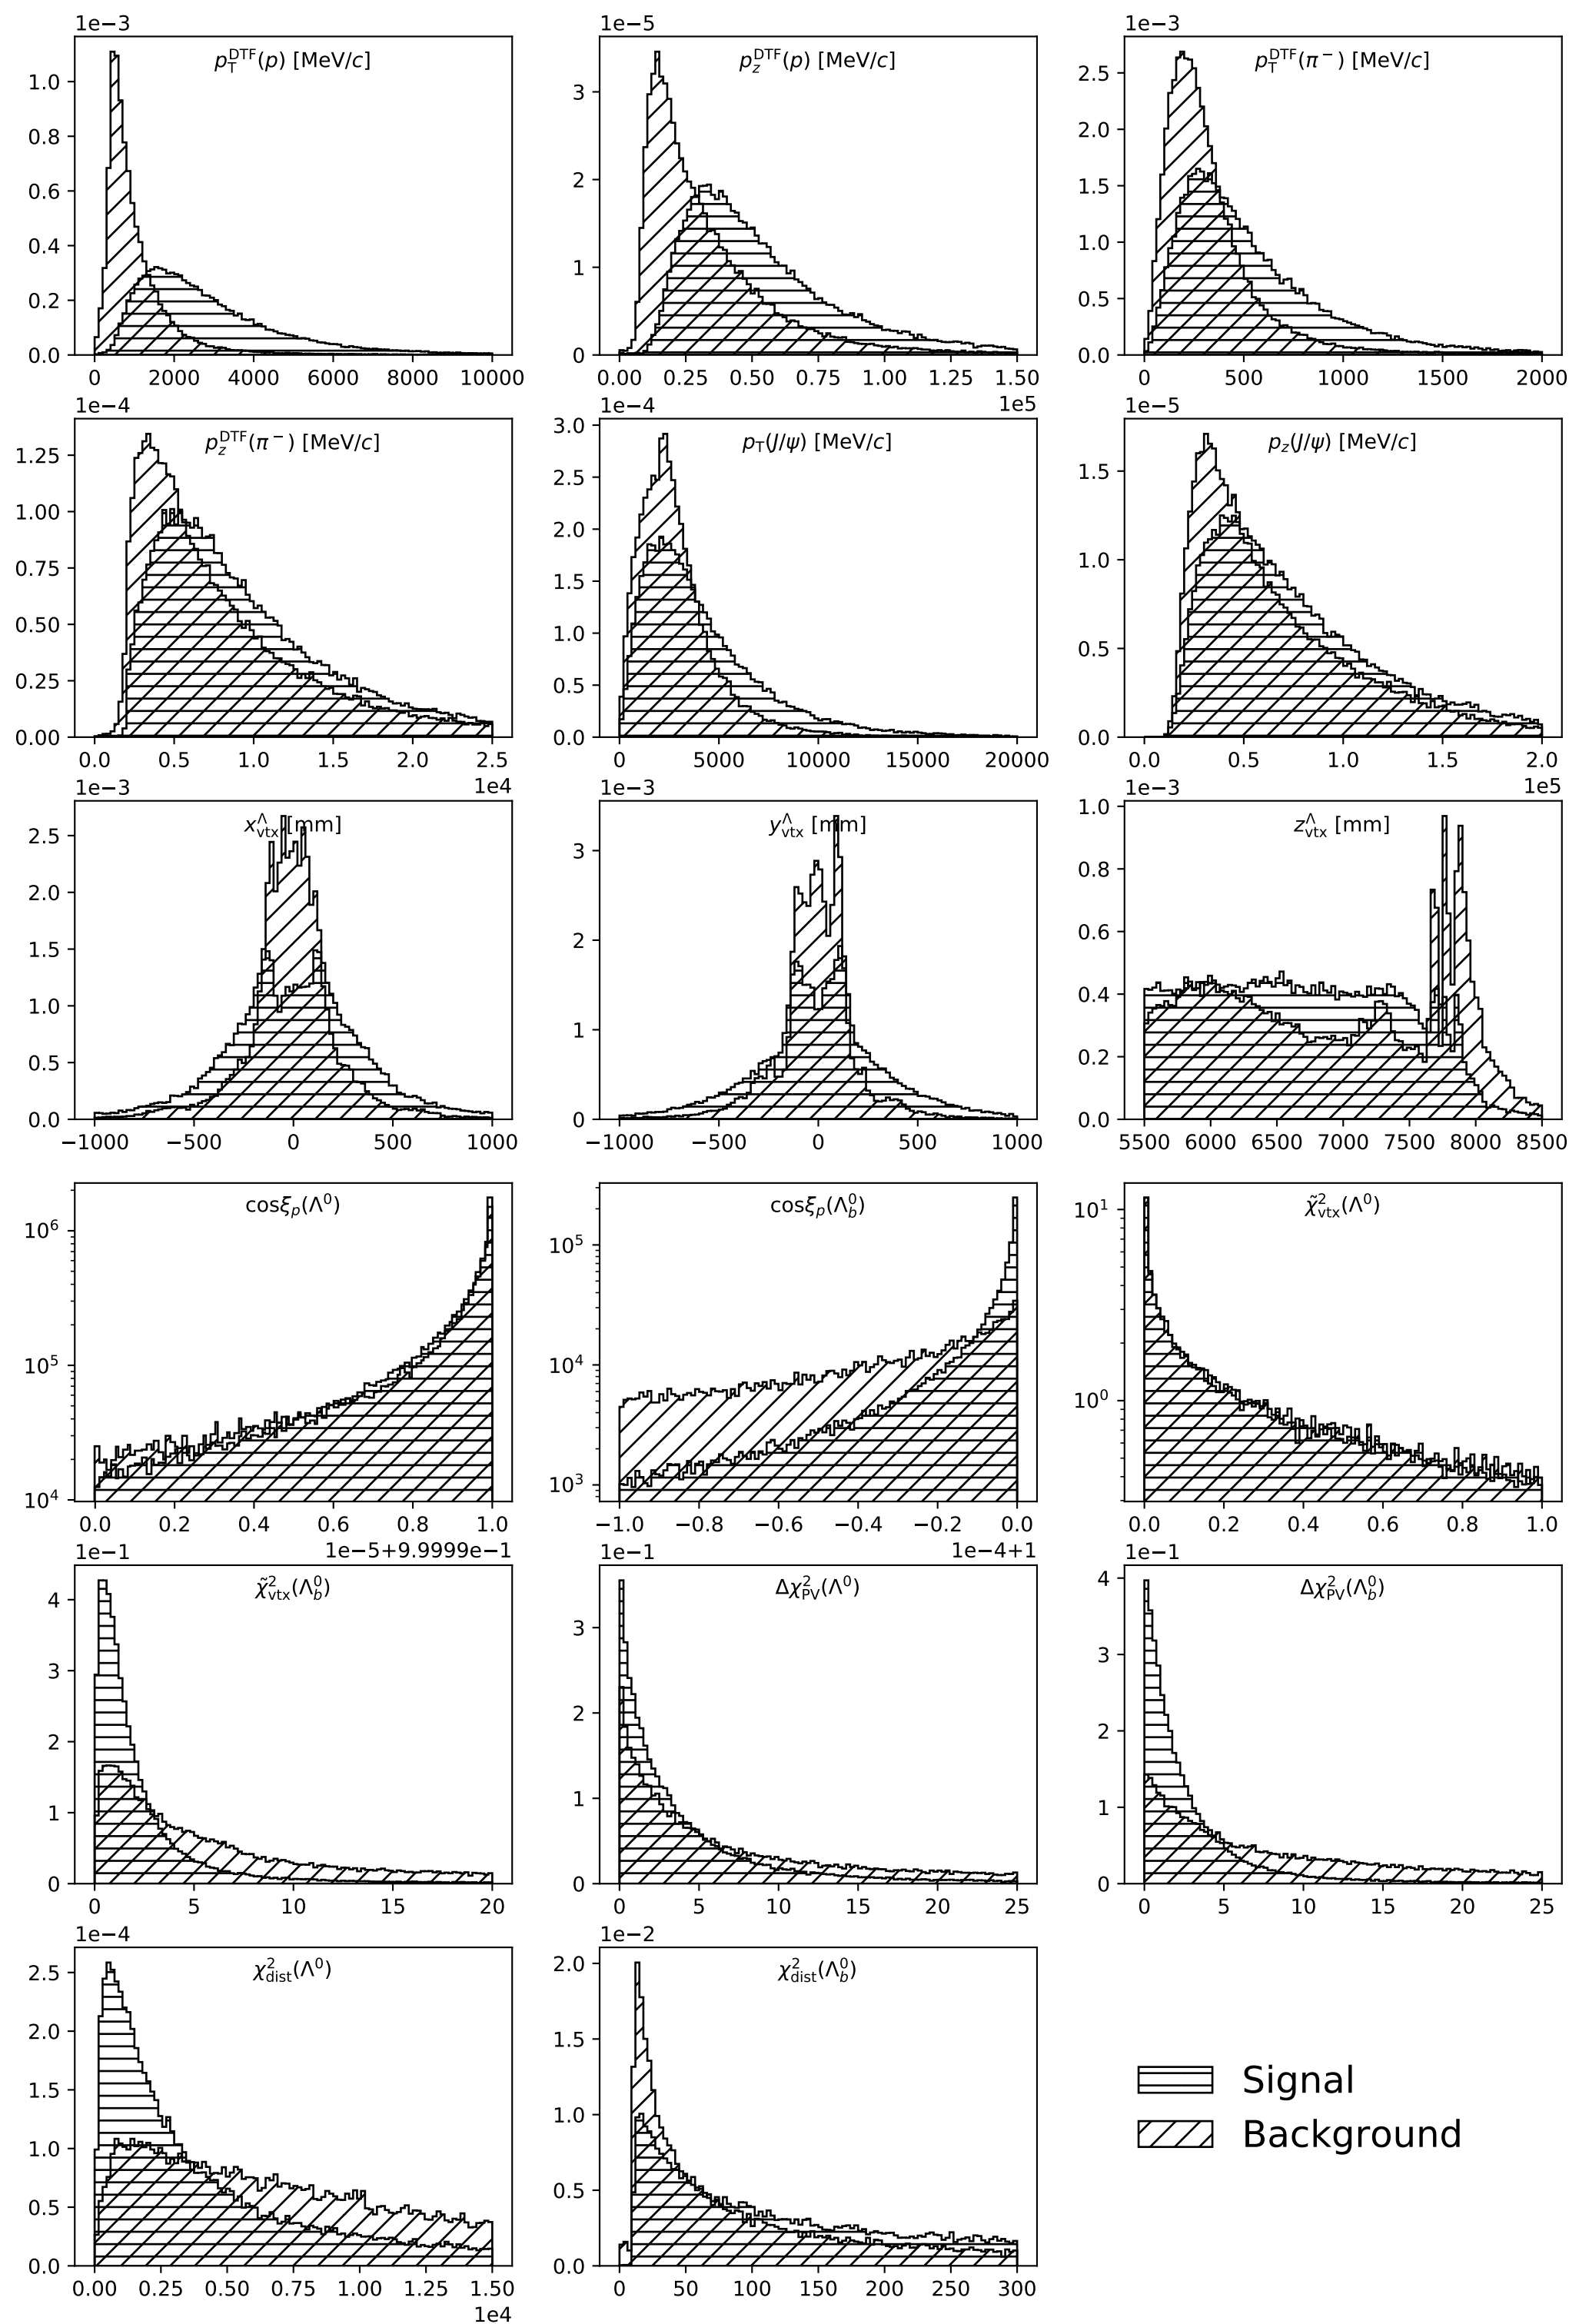 1e−3 1e−5 1e−3
p_T^DTF(p) [MeV/c] p_z^DTF(p) [MeV/c] p_T^DTF(π⁻) [MeV/c]
1.0 0.8 0.6 0.4 0.2 0.0
0 2000 4000 6000 8000 10000
3 2 1 0
0.00 0.25 0.50 0.75 1.00 1.25 1.50
1e5
2.5 2.0 1.5 1.0 0.5 0.0
0 500 1000 1500 2000
1e−4 1e−4 1e−5
p_z^DTF(π⁻) [MeV/c] p_T(J/ψ) [MeV/c] p_z(J/ψ) [MeV/c]
1.25 1.00 0.75 0.50 0.25 0.00
0.0 0.5 1.0 1.5 2.0 2.5
1e4
3.0 2.5 2.0 1.5 1.0 0.5 0.0
0 5000 10000 15000 20000
1.5 1.0 0.5 0.0
0.0 0.5 1.0 1.5 2.0
1e5
1e−3 1e−3 1e−3
x_vtx^Λ [mm] y_vtx^Λ [mm] z_vtx^Λ [mm]
2.5 2.0 1.5 1.0 0.5 0.0
−1000 −500 0 500 1000
3 2 1 0
−1000 −500 0 500 1000
1.0 0.8 0.6 0.4 0.2 0.0
5500 6000 6500 7000 7500 8000 8500
cosξ_p(Λ⁰) cosξ_p(Λ_b⁰) χ̃²_vtx(Λ⁰)
10⁶ 10⁵ 10⁴
0.0 0.2 0.4 0.6 0.8 1.0
1e−5+9.9999e−1
10⁵ 10⁴ 10³
−1.0 −0.8 −0.6 −0.4 −0.2 0.0
1e−4+1
10¹ 10⁰
0.0 0.2 0.4 0.6 0.8 1.0
1e−1 1e−1 1e−1
χ̃²_vtx(Λ_b⁰) Δχ²_PV(Λ⁰) Δχ²_PV(Λ_b⁰)
4 3 2 1 0
0 5 10 15 20
3 2 1 0
0 5 10 15 20 25
4 3 2 1 0
0 5 10 15 20 25
1e−4 1e−2
χ²_dist(Λ⁰) χ²_dist(Λ_b⁰)
2.5 2.0 1.5 1.0 0.5 0.0
0.00 0.25 0.50 0.75 1.00 1.25 1.50
1e4
2.0 1.5 1.0 0.5 0.0
0 50 100 150 200 250 300
Signal
Background